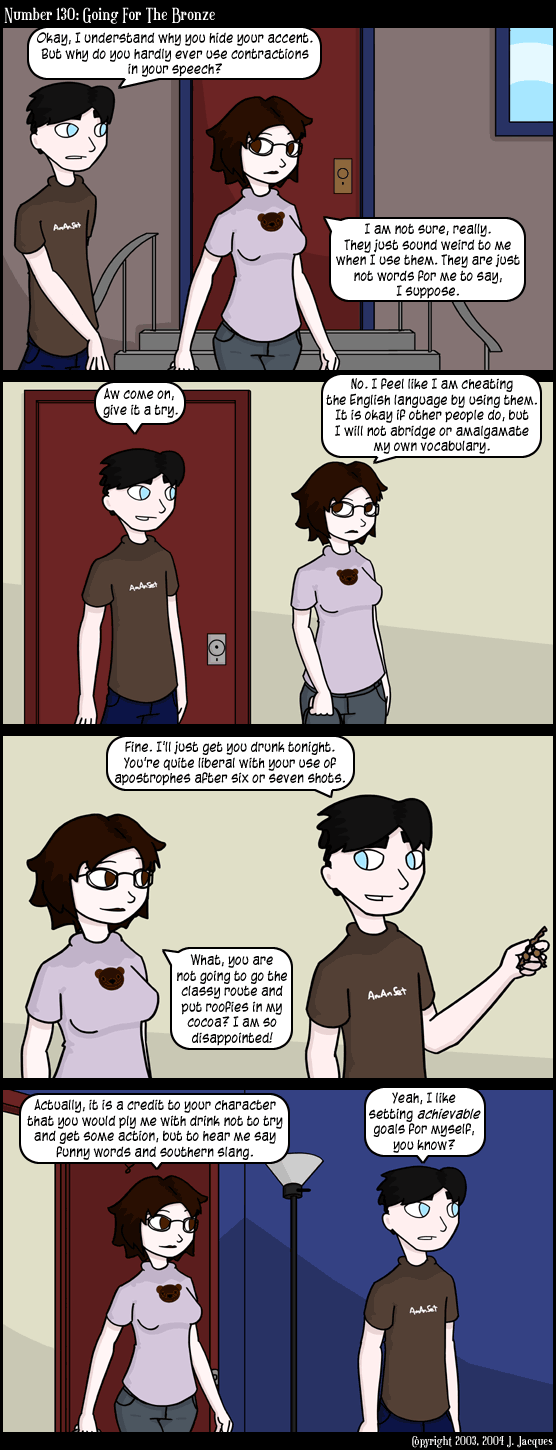 Number 130: Going For The Bronze
Okay, I understand why you hide your accent.
But why do you hardly ever use contractions
in your speech?
AmAnSet
I am not sure, really.
They just sound weird to me
when I use them. They are just
not words for me to say,
I suppose.
Aw come on,
give it a try.
No. I feel like I am cheating
the English language by using them.
It is okay if other people do, but
I will not abridge or amalgamate
my own vocabulary.
AmAnSet
Fine. I'll just get you drunk tonight.
You're quite liberal with your use of
apostrophes after six or seven shots.
What, you are
not going to go the
classy route and
put roofies in my
cocoa? I am so
disappointed!
AmAnSet
Actually, it is a credit to your character
that you would ply me with drink not to try
and get some action, but to hear me say
funny words and southern slang.
Yeah, I like
setting achievable
goals for myself,
you know?
AmAnSet
Copyright 2003, 2004 J. Jacques